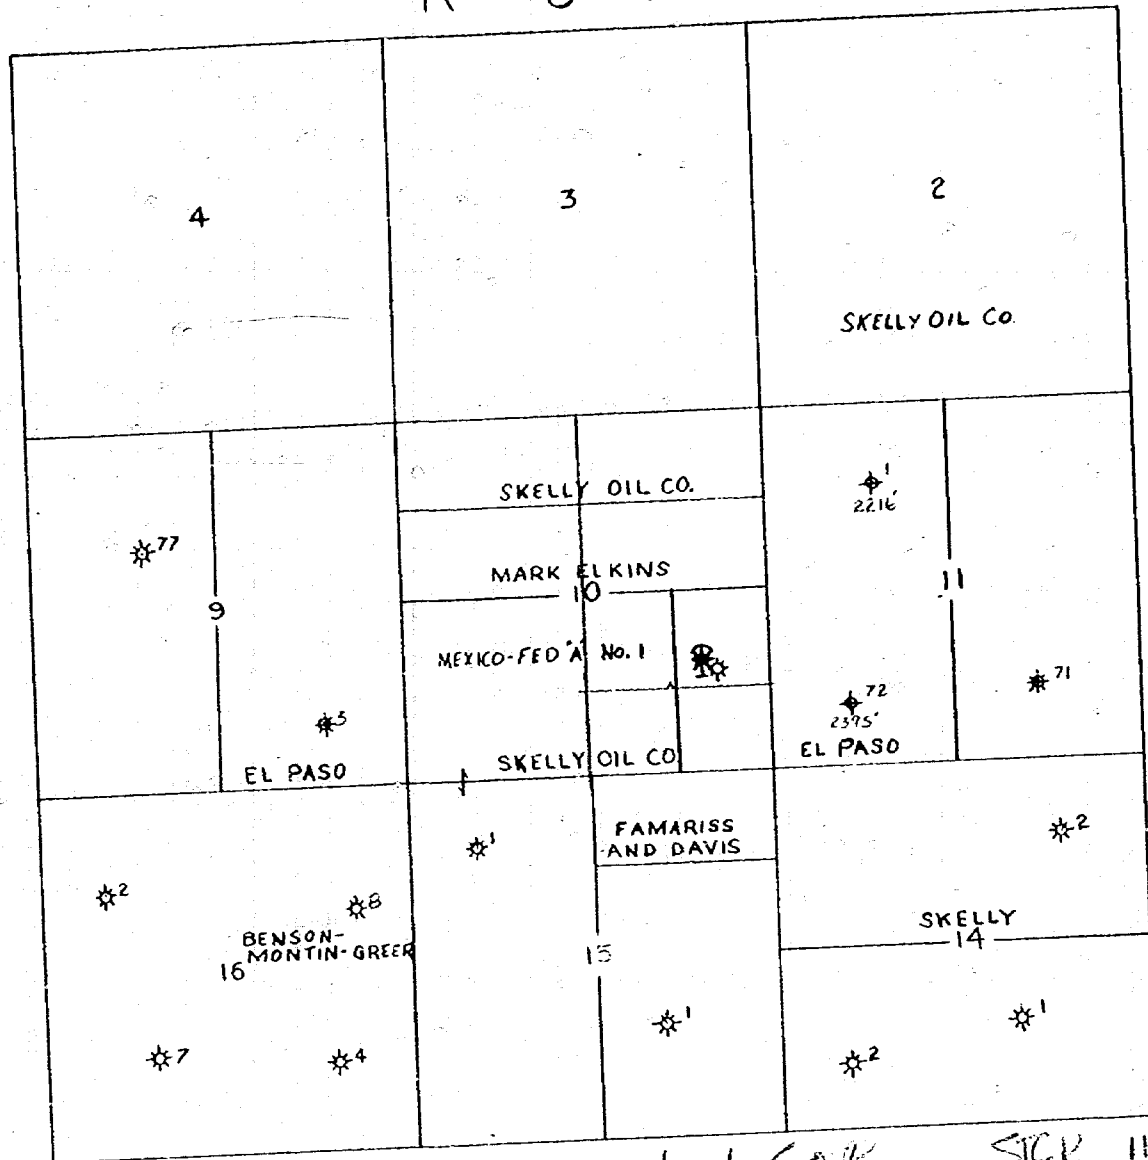 4
3
2
SKELLY OIL CO.
SKELLY OIL CO.
1
2216'
77
MARK ELKINS
10
11
9
MEXICO-FED "A" No. 1
71
72
2395'
3
EL PASO
SKELLY OIL CO
EL PASO
FAMARISS
AND DAVIS
1
2
2
8
SKELLY
14
BENSON-
MONTIN-GREER
16
15
1
1
7
4
2